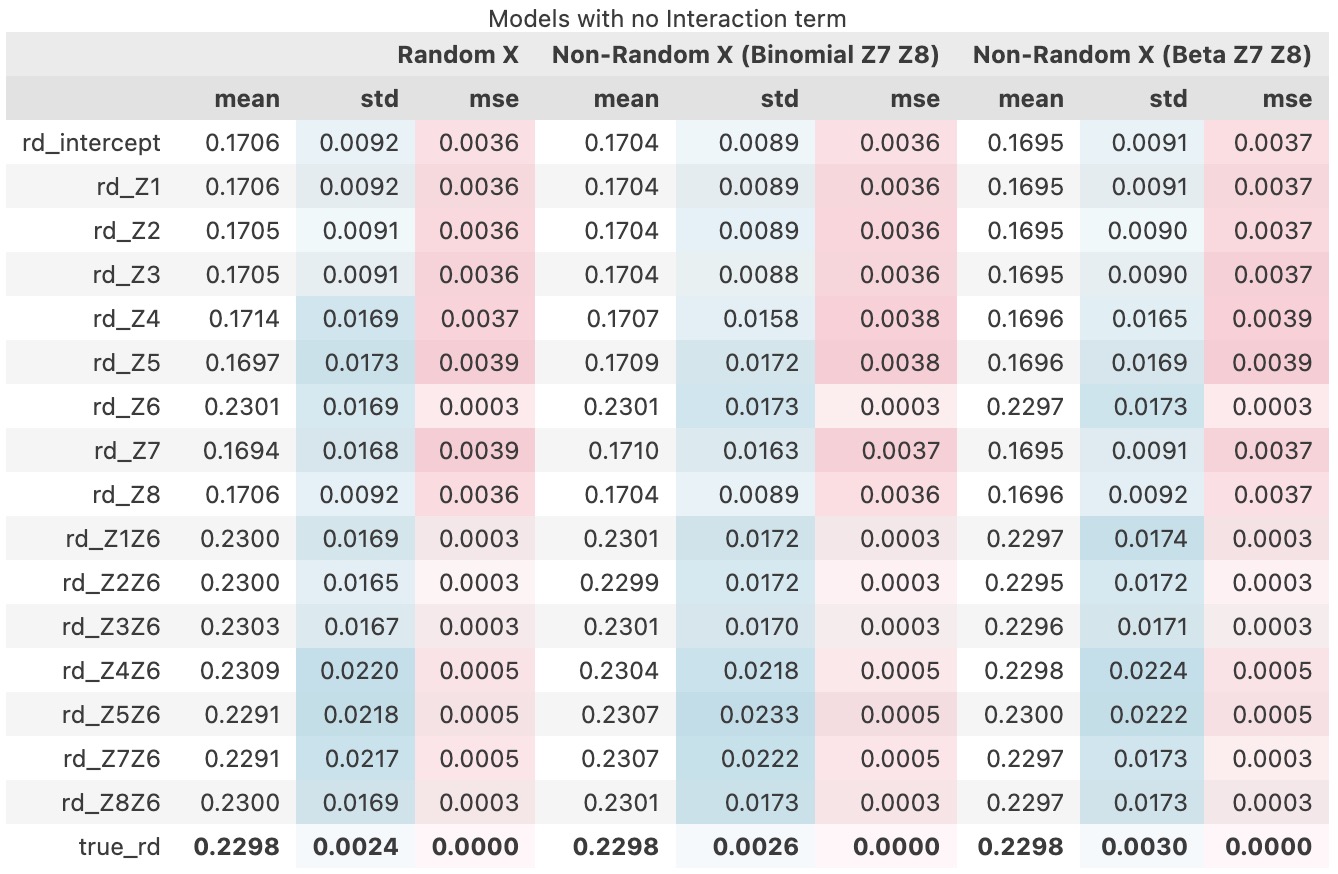 Models with no Interaction term
Random X Non-Random X (Binomial Z7 Z8) Non-Random X (Beta Z7 Z8)
mean std mse mean std mse mean std mse
rd_intercept 0.1706 0.0092 0.0036 0.1704 0.0089 0.0036 0.1695 0.0091 0.0037
rd_Z1 0.1706 0.0092 0.0036 0.1704 0.0089 0.0036 0.1695 0.0091 0.0037
rd_Z2 0.1705 0.0091 0.0036 0.1704 0.0089 0.0036 0.1695 0.0090 0.0037
rd_Z3 0.1705 0.0091 0.0036 0.1704 0.0088 0.0036 0.1695 0.0090 0.0037
rd_Z4 0.1714 0.0169 0.0037 0.1707 0.0158 0.0038 0.1696 0.0165 0.0039
rd_Z5 0.1697 0.0173 0.0039 0.1709 0.0172 0.0038 0.1696 0.0169 0.0039
rd_Z6 0.2301 0.0169 0.0003 0.2301 0.0173 0.0003 0.2297 0.0173 0.0003
rd_Z7 0.1694 0.0168 0.0039 0.1710 0.0163 0.0037 0.1695 0.0091 0.0037
rd_Z8 0.1706 0.0092 0.0036 0.1704 0.0089 0.0036 0.1696 0.0092 0.0037
rd_Z1Z6 0.2300 0.0169 0.0003 0.2301 0.0172 0.0003 0.2297 0.0174 0.0003
rd_Z2Z6 0.2300 0.0165 0.0003 0.2299 0.0172 0.0003 0.2295 0.0172 0.0003
rd_Z3Z6 0.2303 0.0167 0.0003 0.2301 0.0170 0.0003 0.2296 0.0171 0.0003
rd_Z4Z6 0.2309 0.0220 0.0005 0.2304 0.0218 0.0005 0.2298 0.0224 0.0005
rd_Z5Z6 0.2291 0.0218 0.0005 0.2307 0.0233 0.0005 0.2300 0.0222 0.0005
rd_Z7Z6 0.2291 0.0217 0.0005 0.2307 0.0222 0.0005 0.2297 0.0173 0.0003
rd_Z8Z6 0.2300 0.0169 0.0003 0.2301 0.0173 0.0003 0.2297 0.0173 0.0003
true_rd 0.2298 0.0024 0.0000 0.2298 0.0026 0.0000 0.2298 0.0030 0.0000